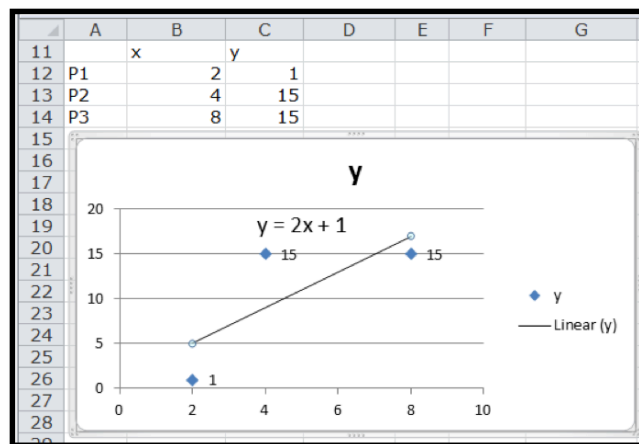 A B C D E F G
11 x y
12 P1 2 1
13 P2 4 15
14 P3 8 15
15
16
17
18
19
20
21
22
23
24
25
26
27
28
y
20
15
10
5
0
0 2 4 6 8 10
y = 2x + 1
15 15
1
y
Linear (y)